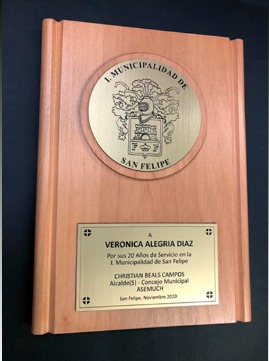 I. MUNICIPALIDAD DE
SAN FELIPE
A
VERONICA ALEGRIA DIAZ
Por sus 20 Años de Servicio en la
I. Municipalidad de San Felipe
CHRISTIAN BEALS CAMPOS
Alcalde(S) - Concejo Municipal
ASEMUCH
San Felipe, Noviembre 2019